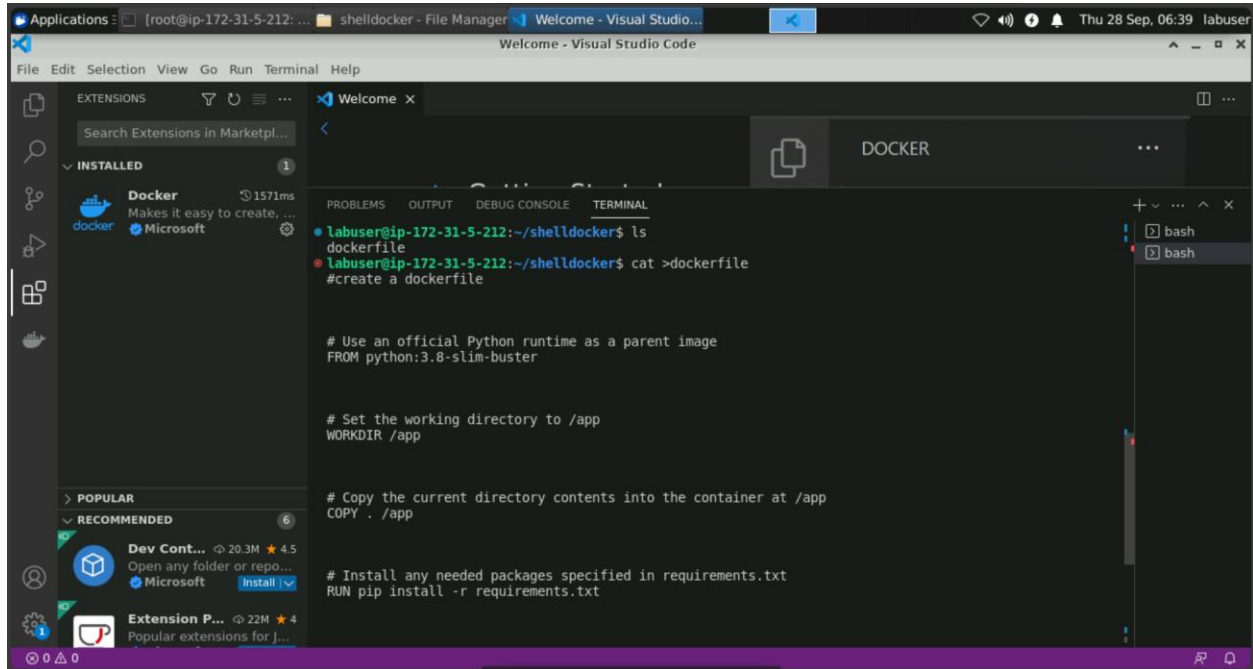 Applications : [root@ip-172-31-5-212: ... shelldocker - File Manager Welcome - Visual Studio... Thu 28 Sep, 06:39 labuser
Welcome - Visual Studio Code
File Edit Selection View Go Run Terminal Help
EXTENSIONS
Search Extensions in Marketpl...
INSTALLED 1
Docker 1571ms
Makes it easy to create, ...
docker Microsoft
POPULAR
RECOMMENDED 6
Dev Cont... 20.3M ★ 4.5
Open any folder or repo...
Microsoft Install
Extension P... 22M ★ 4
Popular extensions for J...
1
Welcome
DOCKER ...
PROBLEMS OUTPUT DEBUG CONSOLE TERMINAL
labuser@ip-172-31-5-212:~/shelldocker$ ls
dockerfile
labuser@ip-172-31-5-212:~/shelldocker$ cat >dockerfile
#create a dockerfile
# Use an official Python runtime as a parent image
FROM python:3.8-slim-buster
# Set the working directory to /app
WORKDIR /app
# Copy the current directory contents into the container at /app
COPY . /app
# Install any needed packages specified in requirements.txt
RUN pip install -r requirements.txt
bash
bash
0 0